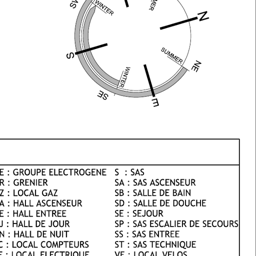 WINTER
N
SUMMER
S
NE
WINTER
SE
E
E : GROUPE ELECTROGENE S : SAS
R : GRENIER SA : SAS ASCENSEUR
Z : LOCAL GAZ SB : SALLE DE BAIN
A : HALL ASCENSEUR SD : SALLE DE DOUCHE
E : HALL ENTREE SE : SEJOUR
J : HALL DE JOUR SP : SAS ESCALIER DE SECOURS
N : HALL DE NUIT SS : SAS ENTREE
C : LOCAL COMPTEURS ST : SAS TECHNIQUE
E : LOCAL ELECTRIQUE VE : LOCAL VELOS